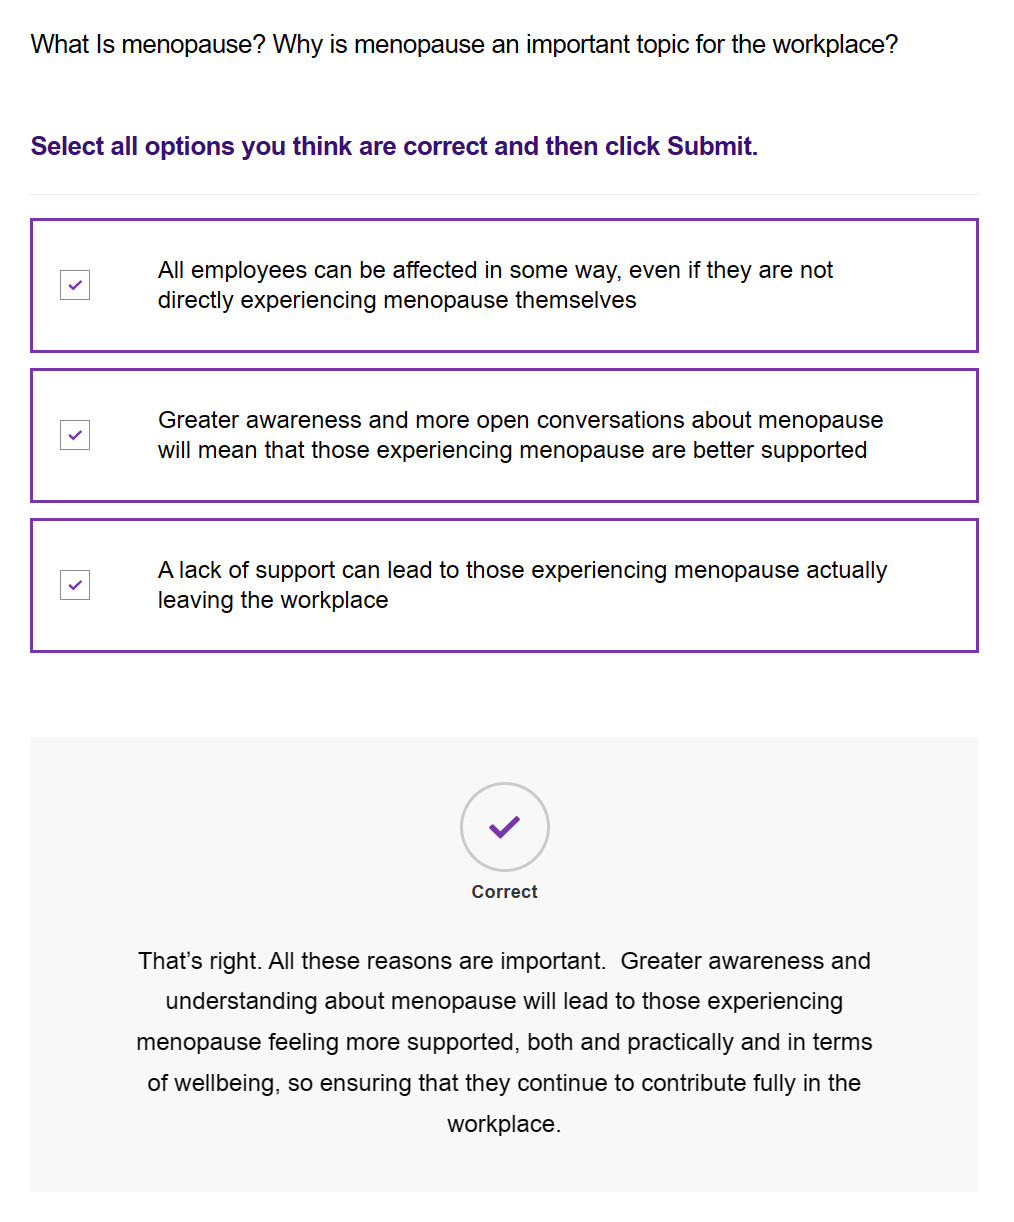 What Is menopause? Why is menopause an important topic for the workplace?
Select all options you think are correct and then click Submit.
All employees can be affected in some way, even if they are not
directly experiencing menopause themselves
Greater awareness and more open conversations about menopause
will mean that those experiencing menopause are better supported
A lack of support can lead to those experiencing menopause actually
leaving the workplace
Correct
That’s right. All these reasons are important.  Greater awareness and
understanding about menopause will lead to those experiencing
menopause feeling more supported, both and practically and in terms
of wellbeing, so ensuring that they continue to contribute fully in the
workplace.